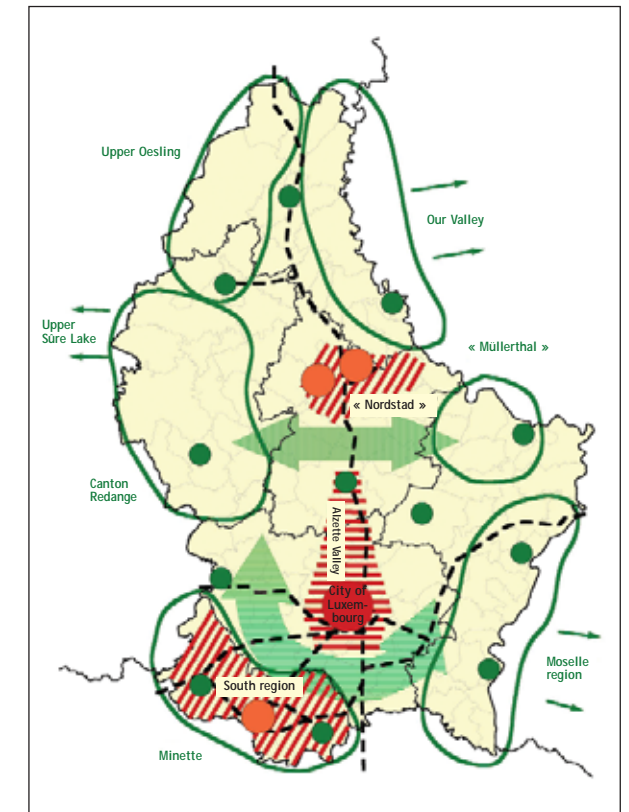 Upper Oesling
Our Valley
Upper
Sûre Lake
« Müllerthal »
« Nordstad »
Canton
Redange
Alzette Valley
City of
Luxem-
bourg
Moselle
region
South region
Minette